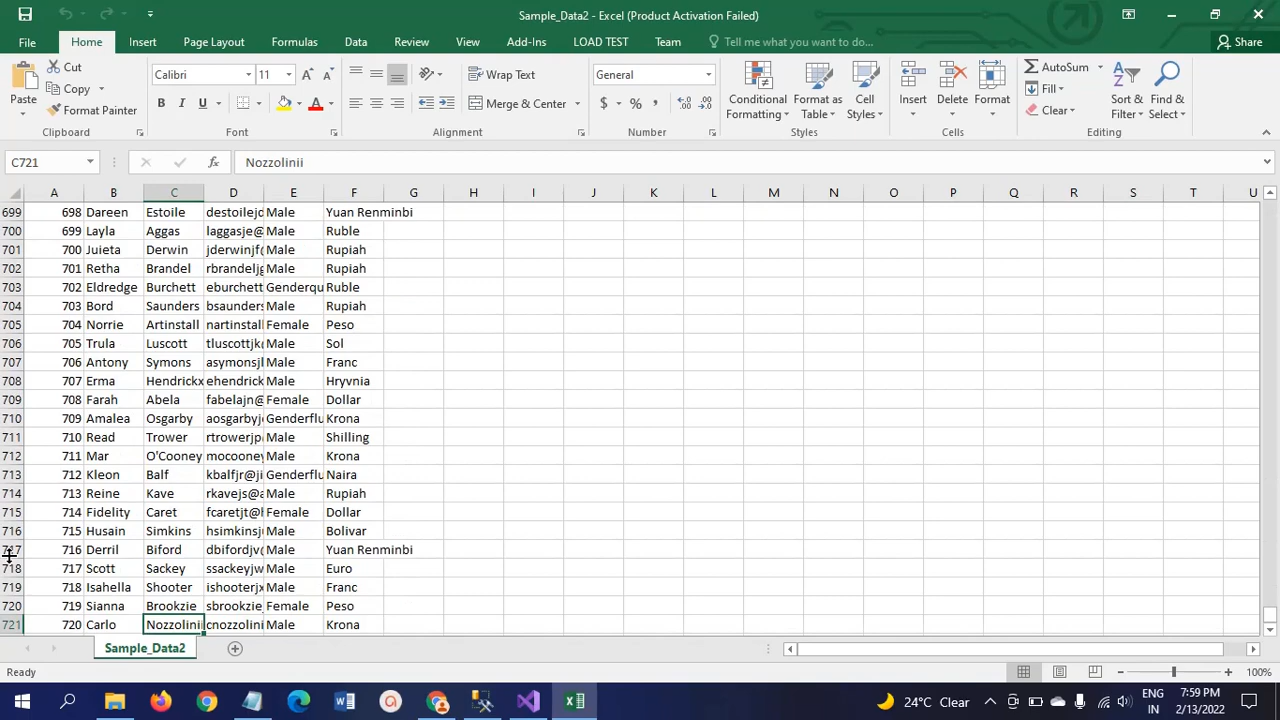 Sample_Data2 - Excel (Product Activation Failed)
File Home Insert Page Layout Formulas Data Review View Add-Ins LOAD TEST Team Tell me what you want to do... Share
Cut
Copy
Format Painter
Paste
Clipboard
Calibri 11
B I U
Font
Wrap Text
Merge & Center
Alignment
General
$ % ,
Number
Conditional Formatting
Format as Table
Cell Styles
Styles
Insert Delete Format
Cells
AutoSum
Fill
Clear
Sort & Filter
Find & Select
Editing
C721 fx Nozzolinii
A B C D E F G H I J K L M N O P Q R S T U
699 698 Dareen Estoile destoilejd Male Yuan Renminbi
700 699 Layla Aggas laggasje@ Male Ruble
701 700 Juieta Derwin jderwinjf@ Male Rupiah
702 701 Retha Brandel rbrandeljg Male Rupiah
703 702 Eldredge Burchett eburchett Genderqu Ruble
704 703 Bord Saunders bsaunders Male Rupiah
705 704 Norrie Artinstall nartinstall Female Peso
706 705 Trula Luscott tluscottjk@ Male Sol
707 706 Antony Symons asymonsjl Male Franc
708 707 Erma Hendrickx ehendrick Male Hryvnia
709 708 Farah Abela fabelajn@ Female Dollar
710 709 Amalea Osgarby aosgarbyj Genderflu Krona
711 710 Read Trower rtrowerjp Male Shilling
712 711 Mar O'Cooney mocooney Male Krona
713 712 Kleon Balf kbalfjr@ji Genderflu Naira
714 713 Reine Kave rkavejs@a Male Rupiah
715 714 Fidelity Caret fcaretjt@h Female Dollar
716 715 Husain Simkins hsimkinsj Male Bolivar
717 716 Derril Biford dbifordjv@ Male Yuan Renminbi
718 717 Scott Sackey ssackeyjw Male Euro
719 718 Isahella Shooter ishooterjx Male Franc
720 719 Sianna Brookzie sbrookzie Female Peso
721 720 Carlo Nozzolinii cnozzolini Male Krona
Sample_Data2
Ready 100%
24°C Clear ENG IN 7:59 PM 2/13/2022